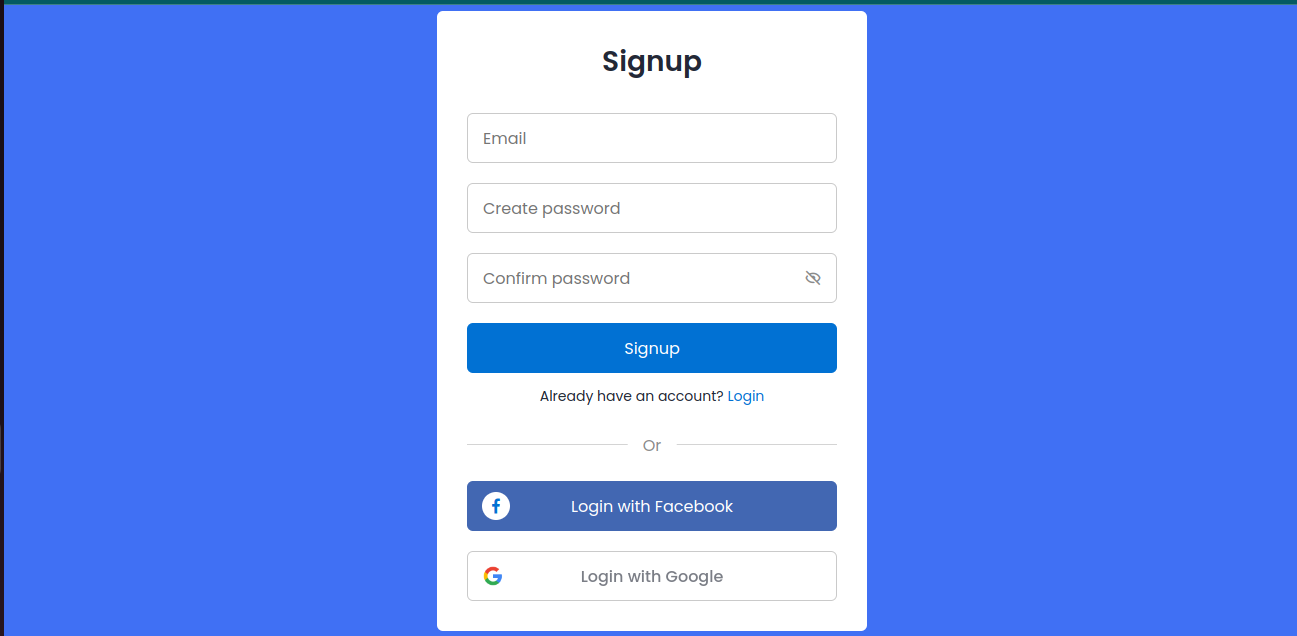 Signup
Email
Create password
Confirm password
Signup
Already have an account? Login
Or
Login with Facebook
Login with Google